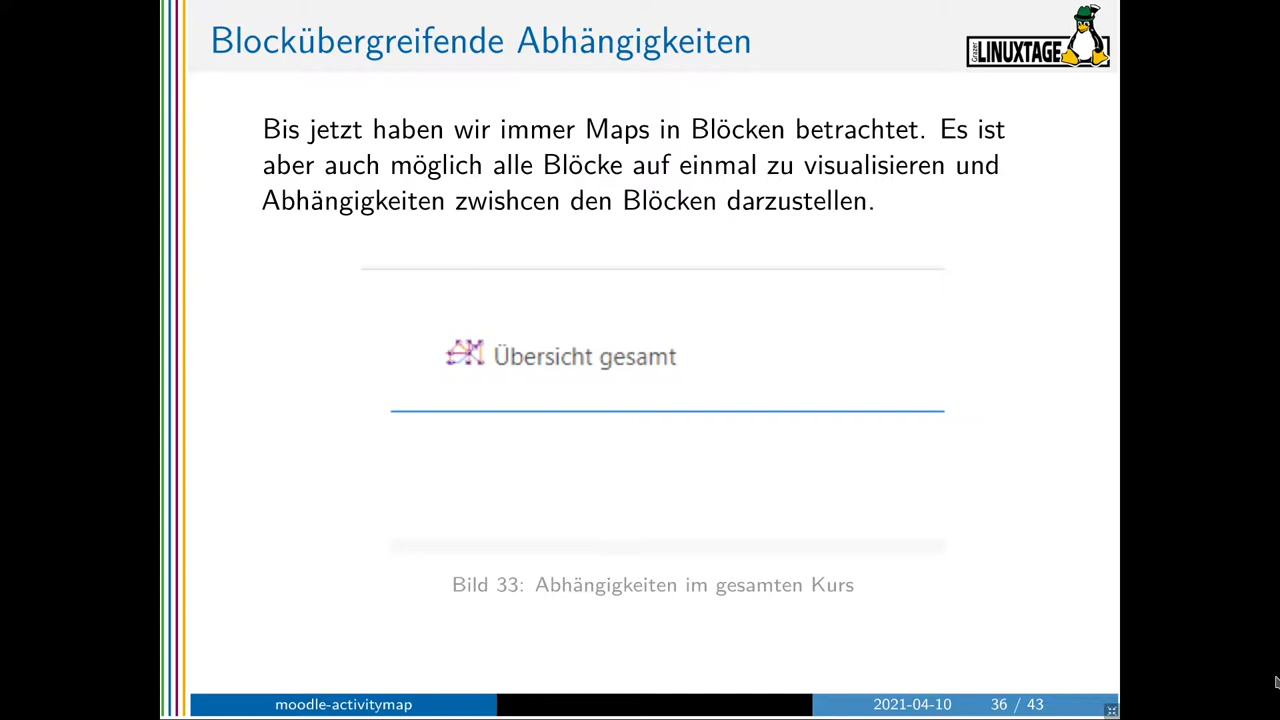 Blockübergreifende Abhängigkeiten
Grazer
LINUXTAGE
Bis jetzt haben wir immer Maps in Blöcken betrachtet. Es ist
aber auch möglich alle Blöcke auf einmal zu visualisieren und
Abhängigkeiten zwishcen den Blöcken darzustellen.
Übersicht gesamt
Bild 33: Abhängigkeiten im gesamten Kurs
moodle-activitymap
2021-04-10
36 / 43